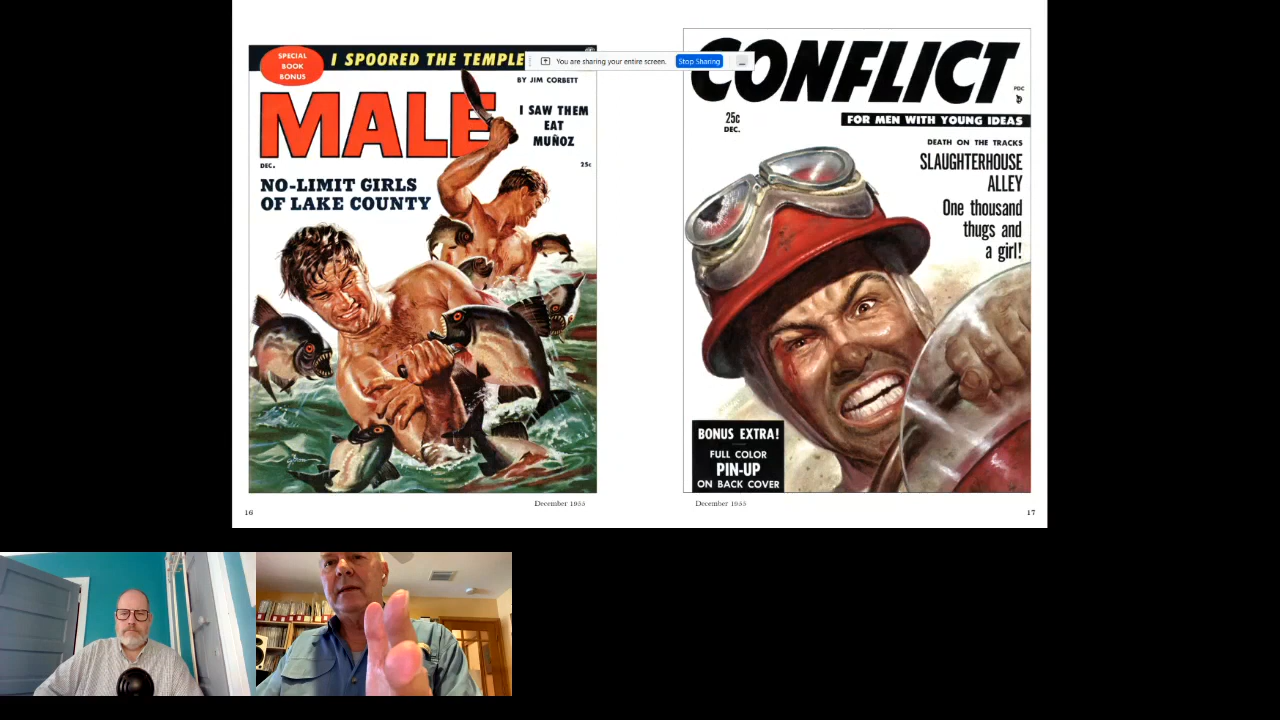 SPECIAL
BOOK
BONUS
I SPOORED THE TEMPLE
BY JIM CORBETT
MALE
I SAW THEM
EAT
MUÑOZ
DEC.
25c
NO-LIMIT GIRLS
OF LAKE COUNTY
December 1955
16
You are sharing your entire screen.
Stop Sharing
CONFLICT
PDC
25c
DEC.
FOR MEN WITH YOUNG IDEAS
DEATH ON THE TRACKS
SLAUGHTERHOUSE
ALLEY
One thousand
thugs and
a girl!
BONUS EXTRA!
FULL COLOR
PIN-UP
ON BACK COVER
December 1955
17